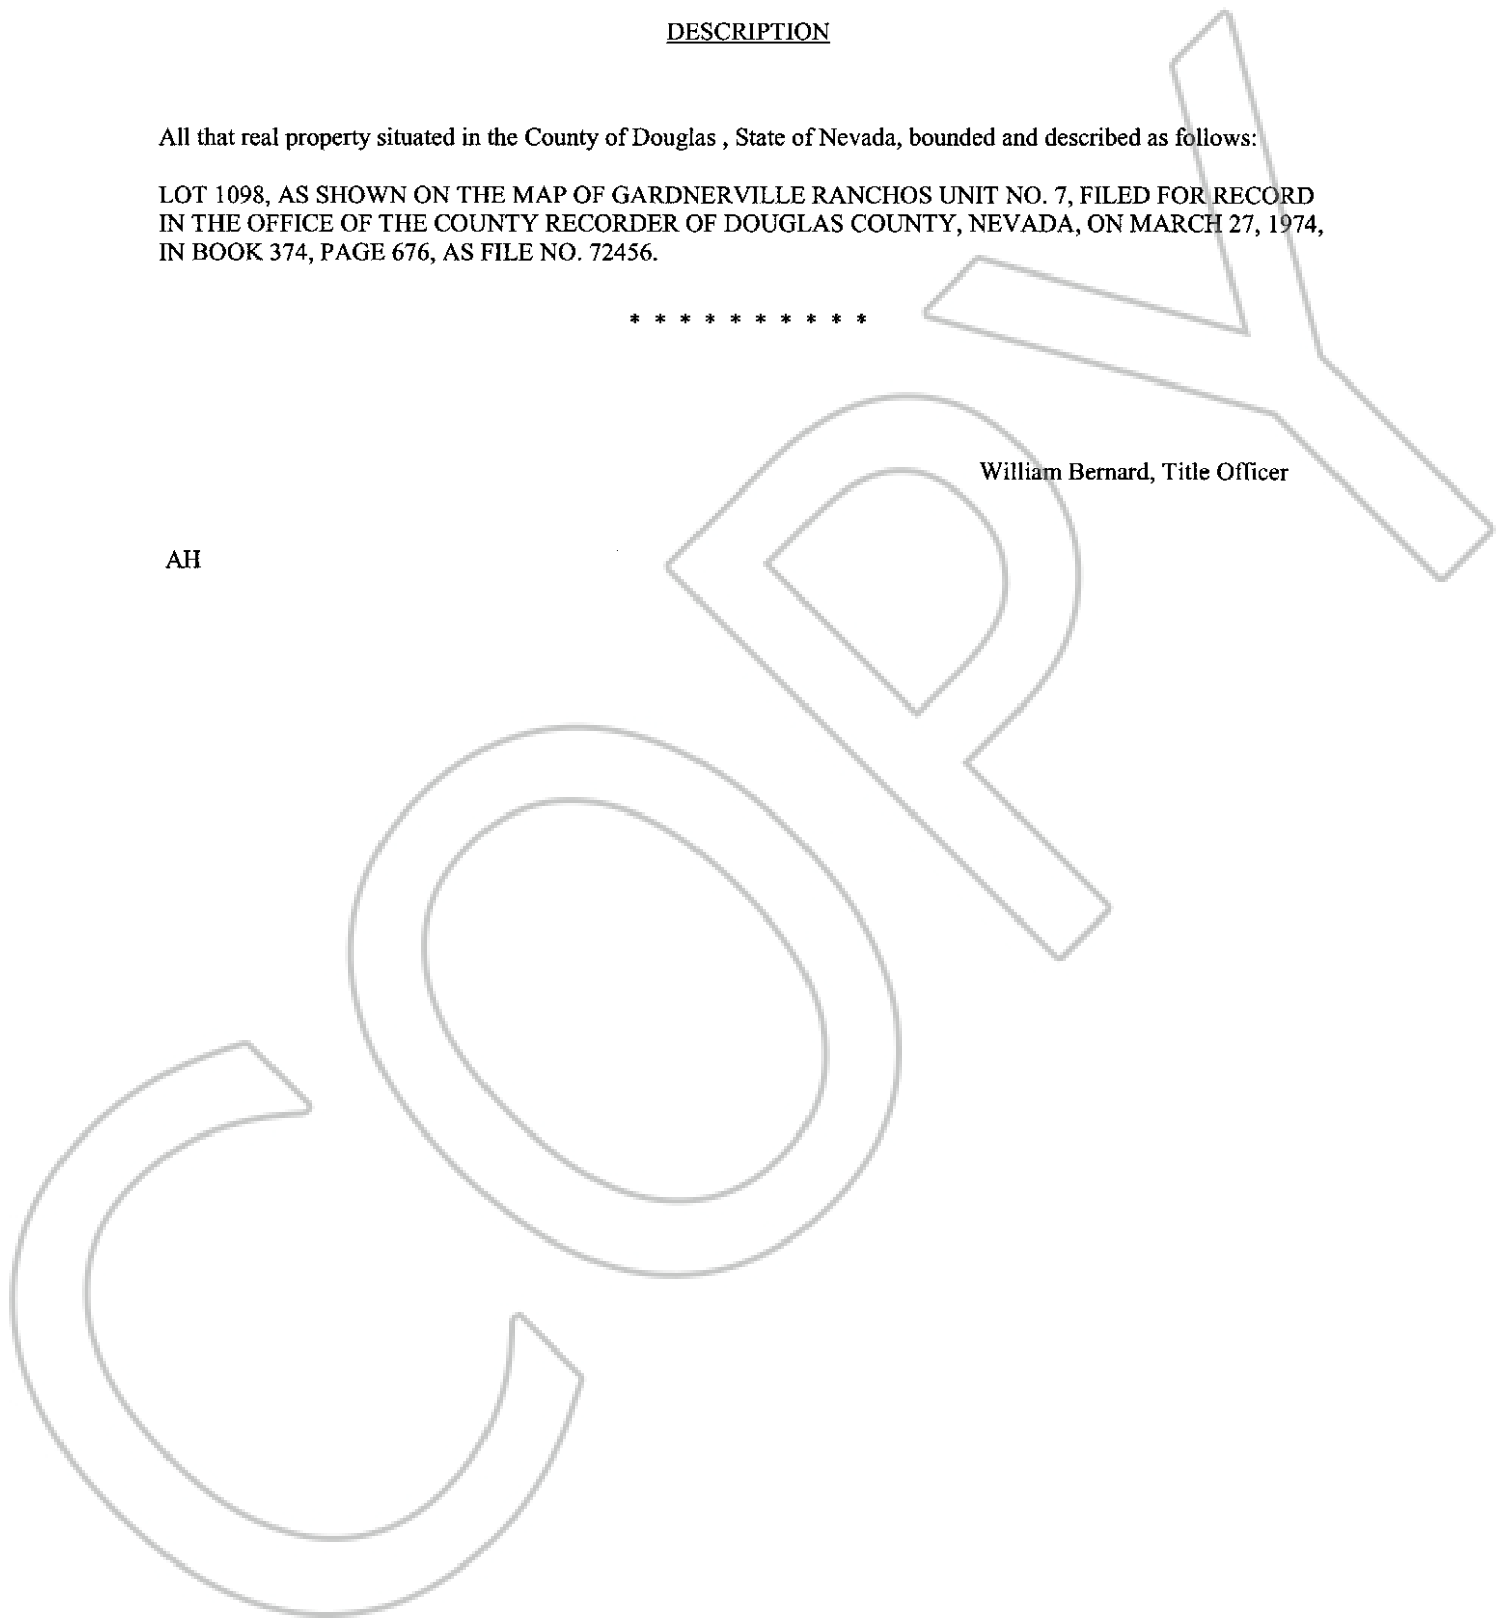 DESCRIPTION
All that real property situated in the County of Douglas , State of Nevada, bounded and described as follows:
LOT 1098, AS SHOWN ON THE MAP OF GARDNERVILLE RANCHOS UNIT NO. 7, FILED FOR RECORD
IN THE OFFICE OF THE COUNTY RECORDER OF DOUGLAS COUNTY, NEVADA, ON MARCH 27, 1974,
IN BOOK 374, PAGE 676, AS FILE NO. 72456.
* * * * * * * * * *
William Bernard, Title Officer
AH
COPY